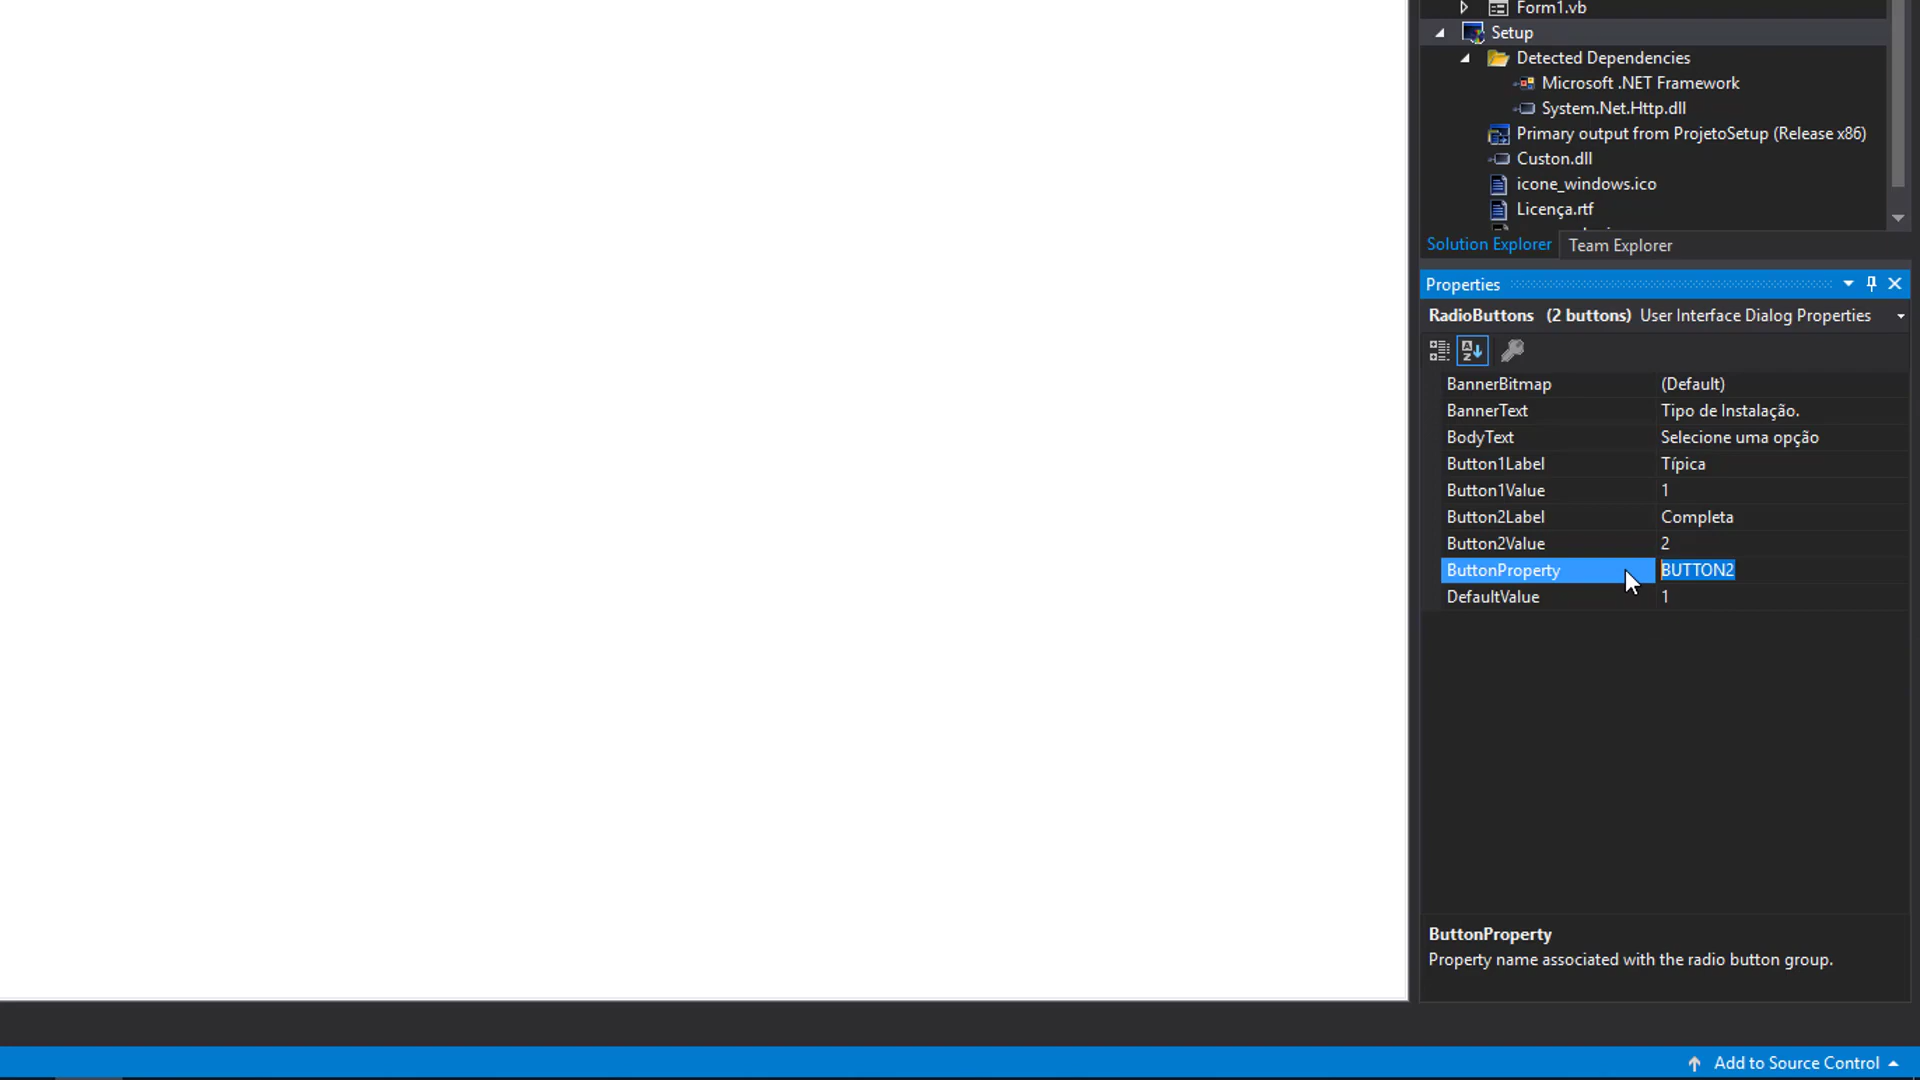 Form1.vb
Setup
Detected Dependencies
Microsoft .NET Framework
System.Net.Http.dll
Primary output from ProjetoSetup (Release x86)
Custon.dll
icone_windows.ico
Licença.rtf
Solution Explorer Team Explorer
Properties
RadioButtons (2 buttons) User Interface Dialog Properties
BannerBitmap (Default)
BannerText Tipo de Instalação.
BodyText Selecione uma opção
Button1Label Típica
Button1Value 1
Button2Label Completa
Button2Value 2
ButtonProperty BUTTON2
DefaultValue 1
ButtonProperty
Property name associated with the radio button group.
Add to Source Control